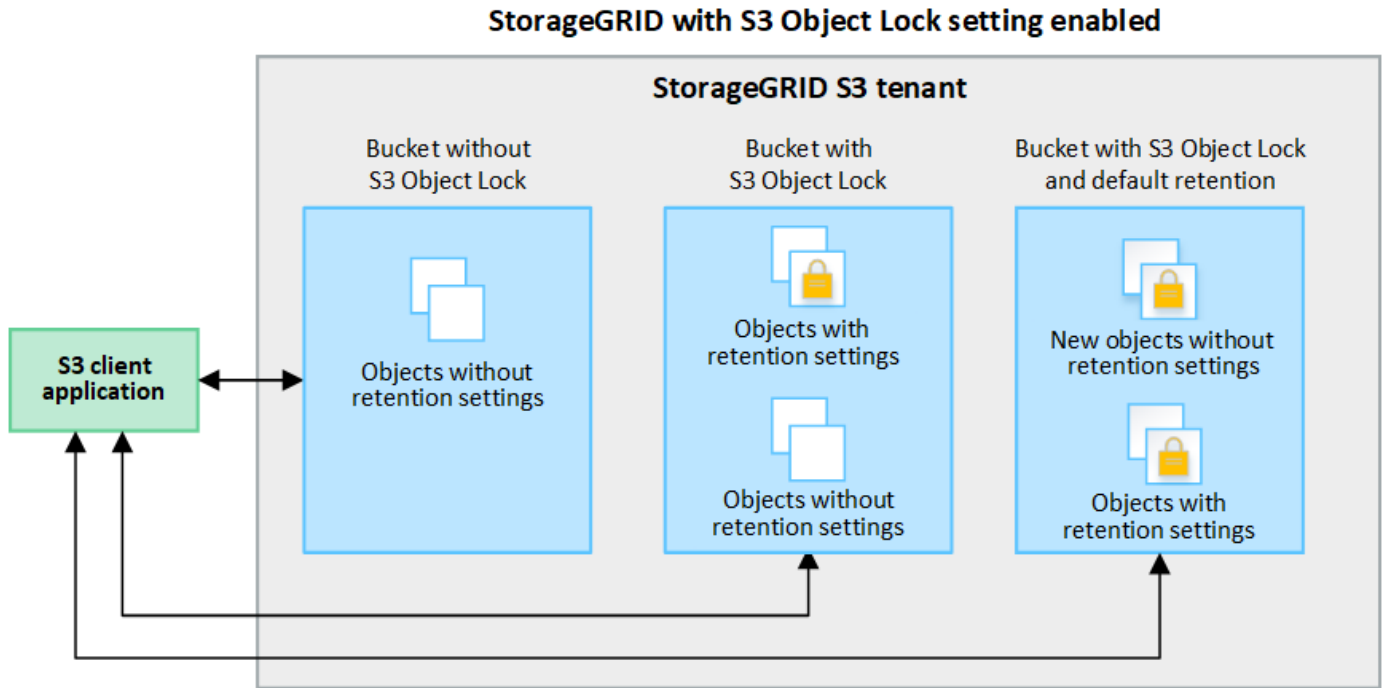 StorageGRID with S3 Object Lock setting enabled
StorageGRID S3 tenant
Bucket without
S3 Object Lock
Objects without
retention settings
Bucket with
S3 Object Lock
Objects with
retention settings
Objects without
retention settings
Bucket with S3 Object Lock
and default retention
New objects without
retention settings
Objects with
retention settings
S3 client
application